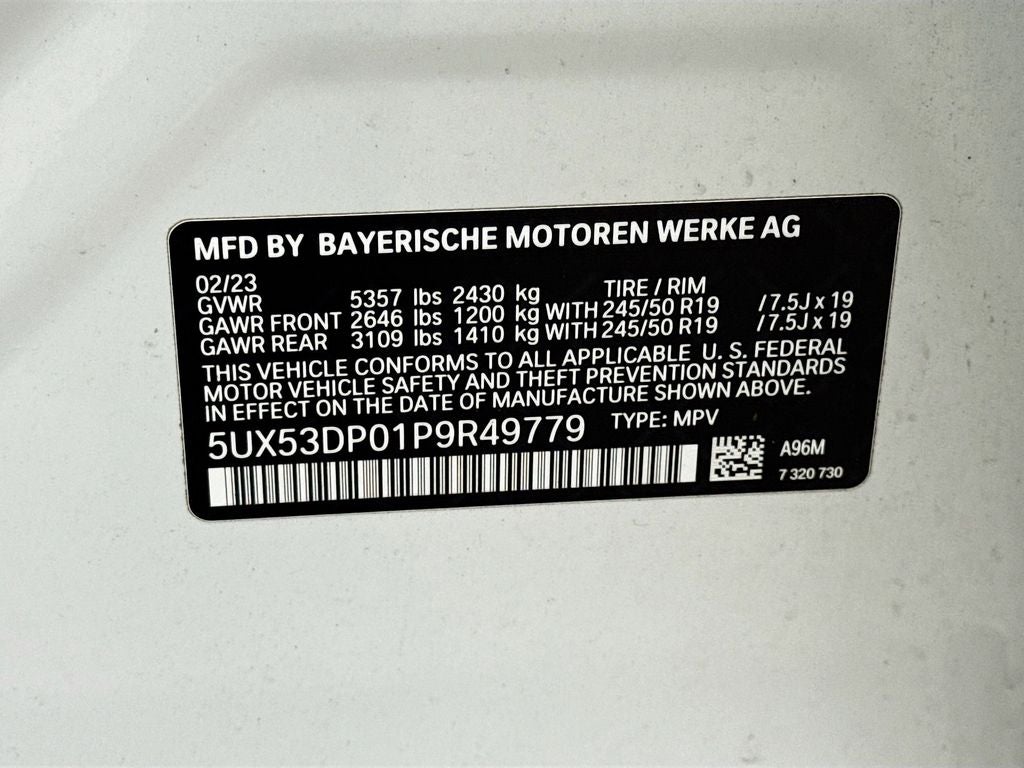 MFD BY BAYERISCHE MOTOREN WERKE AG
02/23 TIRE / RIM
GVWR 5357 lbs 2430 kg
GAWR FRONT 2646 lbs 1200 kg WITH 245/50 R19 /7.5J x 19
GAWR REAR 3109 lbs 1410 kg WITH 245/50 R19 /7.5J x 19
THIS VEHICLE CONFORMS TO ALL APPLICABLE U. S. FEDERAL
MOTOR VEHICLE SAFETY AND THEFT PREVENTION STANDARDS
IN EFFECT ON THE DATE OF MANUFACTURE SHOWN ABOVE.
5UX53DP01P9R49779 TYPE: MPV
A96M
7 320 730